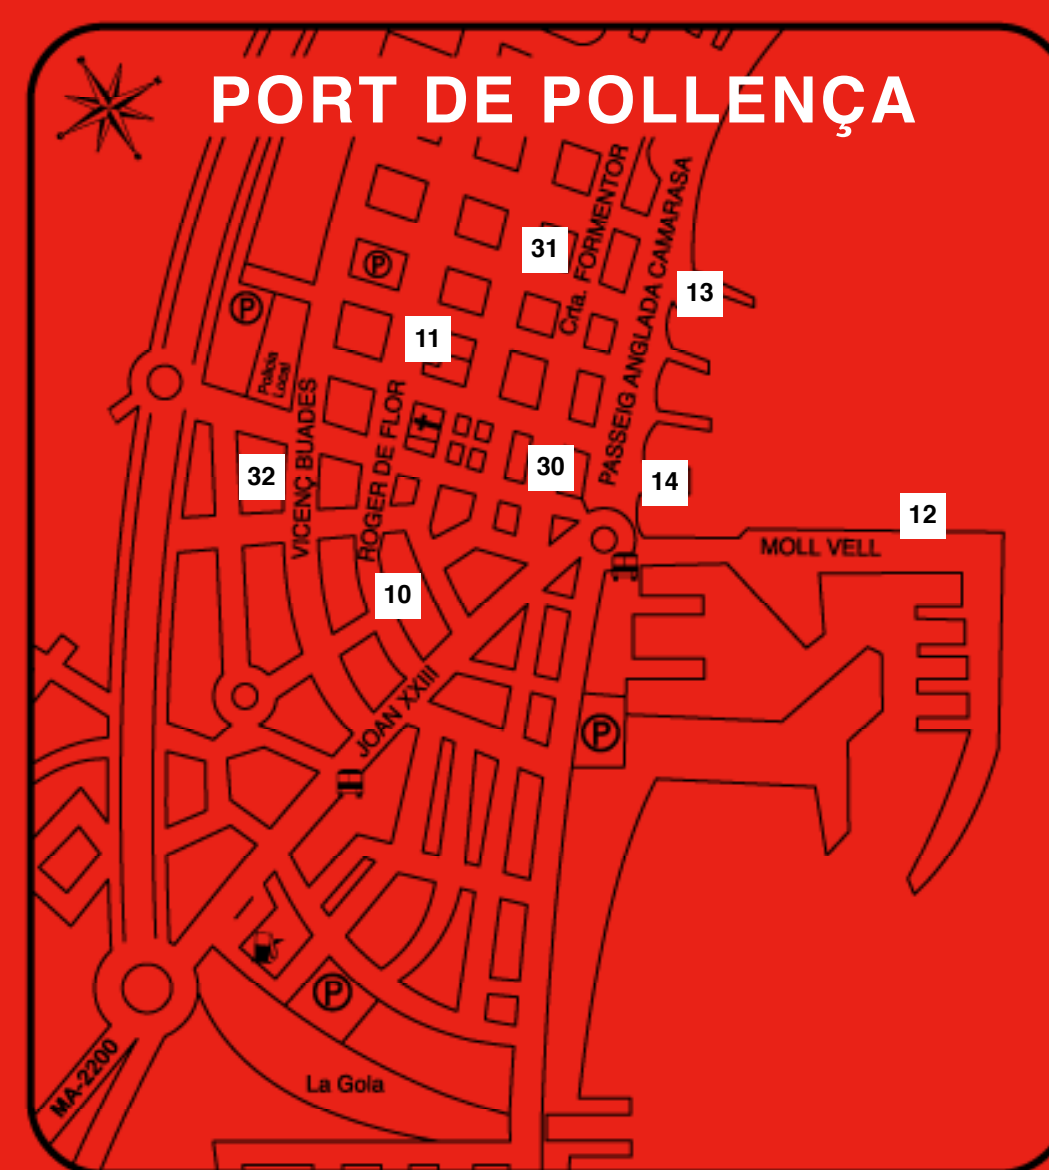 PORT DE POLLENÇA
Crta. FORMENTOR
PASSEIG ANGLADA CAMARASA
31
13
P
P
11
Policia
Local
VICENÇ BUADES
ROGER DE FLOR
32
30
14
12
MOLL VELL
10
JOAN XXIII
P
P
MA-2200
La Gola